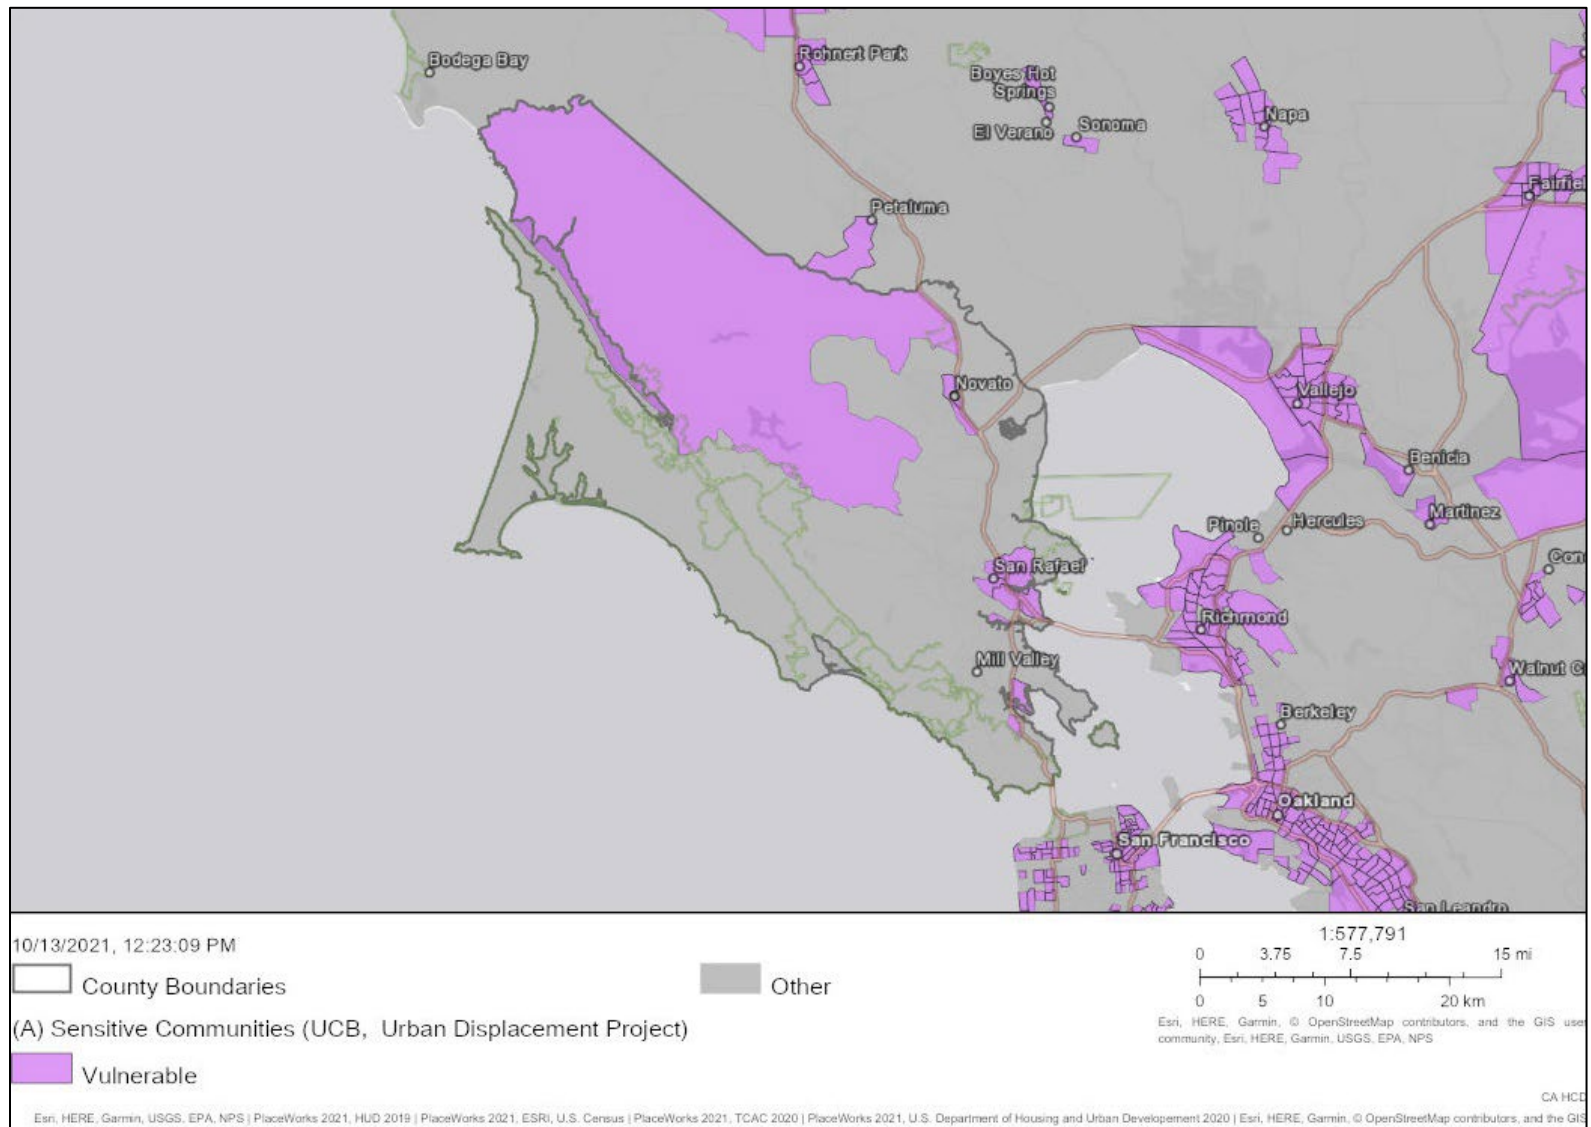 Bodega Bay
Rohnert Park
Boyes Hot
Springs
El Verano
Sonoma
Napa
Fairfiel
Petaluma
Novato
Vallejo
Benicia
Martinez
Pinole
Hercules
Con
San Rafael
Richmond
Mill Valley
Walnut C
Berkeley
Oakland
San Francisco
San Leandro
10/13/2021, 12:23:09 PM
County Boundaries
Other
(A) Sensitive Communities (UCB, Urban Displacement Project)
Vulnerable
1:577,791
0 3.75 7.5 15 mi
0 5 10 20 km
Esri, HERE, Garmin, © OpenStreetMap contributors, and the GIS user
community, Esri, HERE, Garmin, USGS, EPA, NPS
CA HCD
Esri, HERE, Garmin, USGS, EPA, NPS | PlaceWorks 2021, HUD 2019 | PlaceWorks 2021, ESRI, U.S. Census | PlaceWorks 2021, TCAC 2020 | PlaceWorks 2021, U.S. Department of Housing and Urban Developement 2020 | Esri, HERE, Garmin, © OpenStreetMap contributors, and the GIS